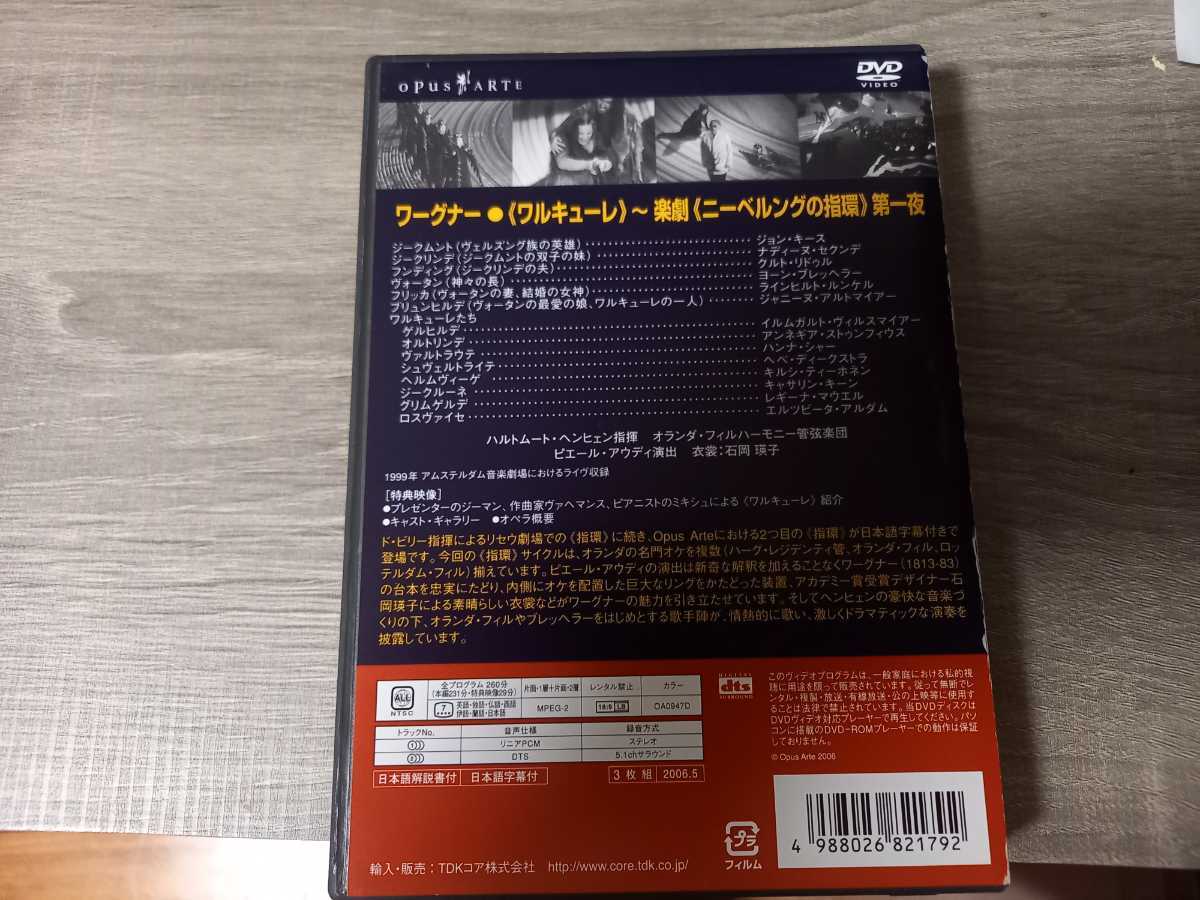 OPUS ARTE
DVD
VIDEO
ワーグナー ●《ワルキューレ》～ 楽劇《ニーベルングの指環》第一夜
ジークムント（ヴェルズング族の英雄）…… ジョン・キース
ジークリンデ（ジークムントの双子の妹）…… ナディーヌ・セクンデ
フンディング（ジークリンデの夫）…… クルト・リドゥル
ヴォータン（神々の長）…… ヨーン・ブレッヘラー
フリッカ（ヴォータンの妻、結婚の女神）…… ラインヒルト・ルンケル
ブリュンヒルデ（ヴォータンの最愛の娘、ワルキューレの一人）…… ジャニーヌ・アルトマイアー
ワルキューレたち
ゲルヒルデ…… イルムガルト・ヴィルスマイアー
オルトリンデ…… アンネギア・ストゥンフィウス
ヴァルトラウテ…… ハンナ・シャー
シュヴェルトライテ…… ヘベ・ディークストラ
ヘルムヴィーゲ…… キルシ・ティーホネン
ジークルーネ…… キャサリン・キーン
グリムゲルデ…… レギーナ・マウエル
ロスヴァイセ…… エルツビータ・アルダム
ハルトムート・ヘンヒェン指揮 オランダ・フィルハーモニー管弦楽団
ピエール・アウディ演出 衣裳：石岡 瑛子
1999年 アムステルダム音楽劇場におけるライヴ収録
［特典映像］
●プレゼンターのジーマン、作曲家ヴァヘマンス、ピアニストのミキシュによる《ワルキューレ》紹介
●キャスト・ギャラリー ●オペラ概要
ド・ビリー指揮によるリセウ劇場での《指環》に続き、Opus Arteにおける2つ目の《指環》が日本語字幕付きで
登場です。今回の《指環》サイクルは、オランダの名門オケを複数（ハーグ・レジデンティ管、オランダ・フィル、ロッ
テルダム・フィル）揃えています。ピエール・アウディの演出は新奇な解釈を加えることなくワーグナー（1813-83）
の台本を忠実にたどり、内側にオケを配置した巨大なリングをかたどった装置、アカデミー賞受賞デザイナー石
岡瑛子による素晴らしい衣裳などがワーグナーの魅力を引き立たせています。そしてヘンヒェンの豪快な音楽づ
くりの下、オランダ・フィルやブレッヘラーをはじめとする歌手陣が、情熱的に歌い、激しくドラマティックな演奏を
披露しています。
ALL
NTSC
全プログラム 260分
（本編231分・特典映像29分）
片面・1層＋片面・2層
レンタル禁止
カラー
7
英語・独語・仏語・西語
伊語・蘭語・日本語
MPEG-2
16:9 LB
OA0947D
トラックNo. 音声仕様 録音方式
1 リニアPCM ステレオ
2 DTS 5.1chサラウンド
日本語解説書付 日本語字幕付
3 枚 組 2006.5
DIGITAL
dts
SURROUND
このヴィデオプログラムは、一般家庭における私的視
聴に用途を限って販売されています。従って無断でレ
ンタル・複製・放送・有線放送・公の上映等に使用す
ることは法律で禁止されています。当DVDディスクは
DVDヴィデオ対応プレーヤーで再生してください。パソ
コンに搭載のDVD-ROMプレーヤーでの動作は保証
しておりません。
© Opus Arte 2006
プラ
フィルム
4 988026 821792
輸入・販売：TDKコア株式会社 http://www.core.tdk.co.jp/